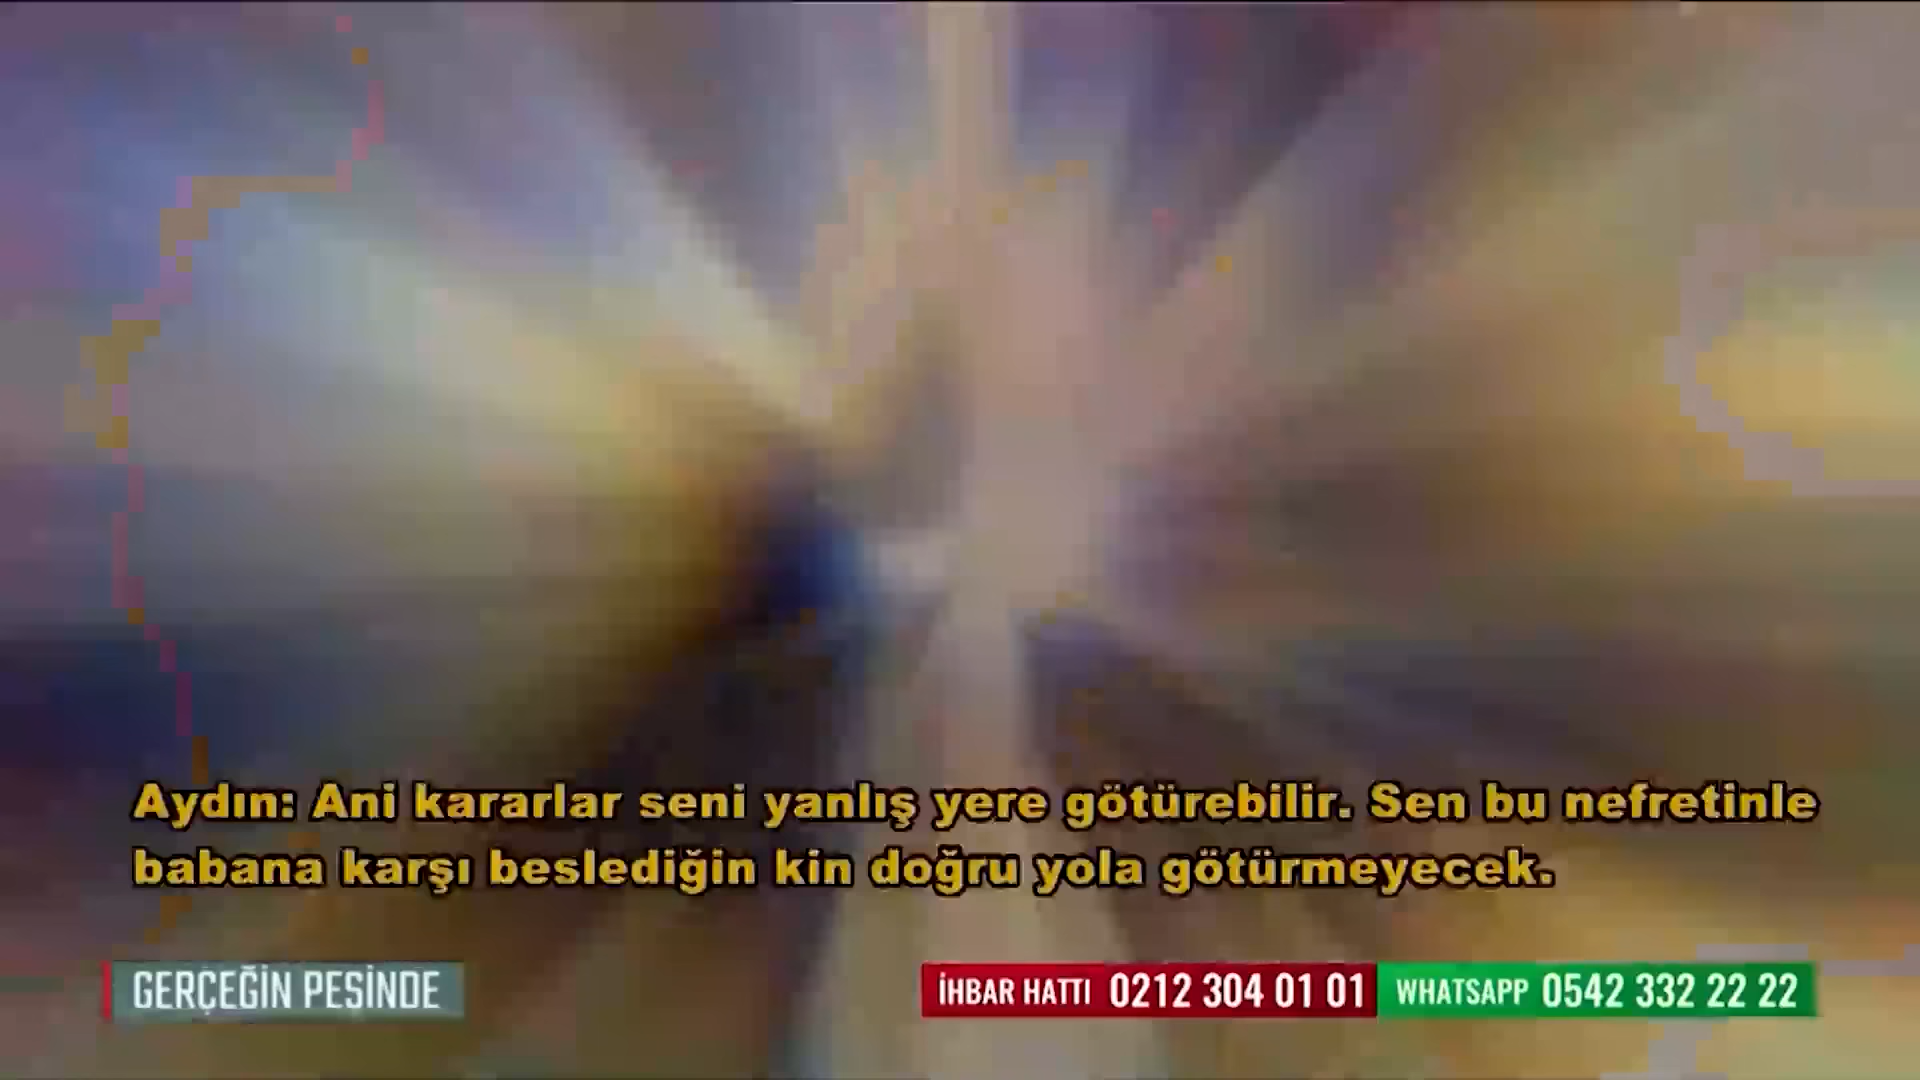 Aydın: Ani kararlar seni yanlış yere götürebilir. Sen bu nefretinle
babana karşı beslediğin kin doğru yola götürmeyecek.
GERÇEĞİN PEŞİNDE
İHBAR HATTI 0212 304 01 01 WHATSAPP 0542 332 22 22